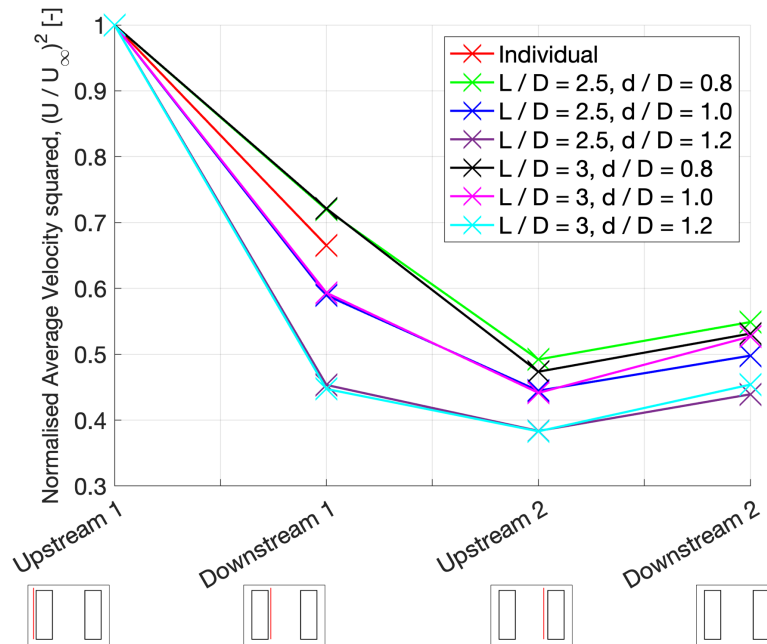 Normalised Average Velocity squared, (U / U∞)² [-]
1
0.9
0.8
0.7
0.6
0.5
0.4
0.3
Individual
L / D = 2.5, d / D = 0.8
L / D = 2.5, d / D = 1.0
L / D = 2.5, d / D = 1.2
L / D = 3, d / D = 0.8
L / D = 3, d / D = 1.0
L / D = 3, d / D = 1.2
Upstream 1
Downstream 1
Upstream 2
Downstream 2